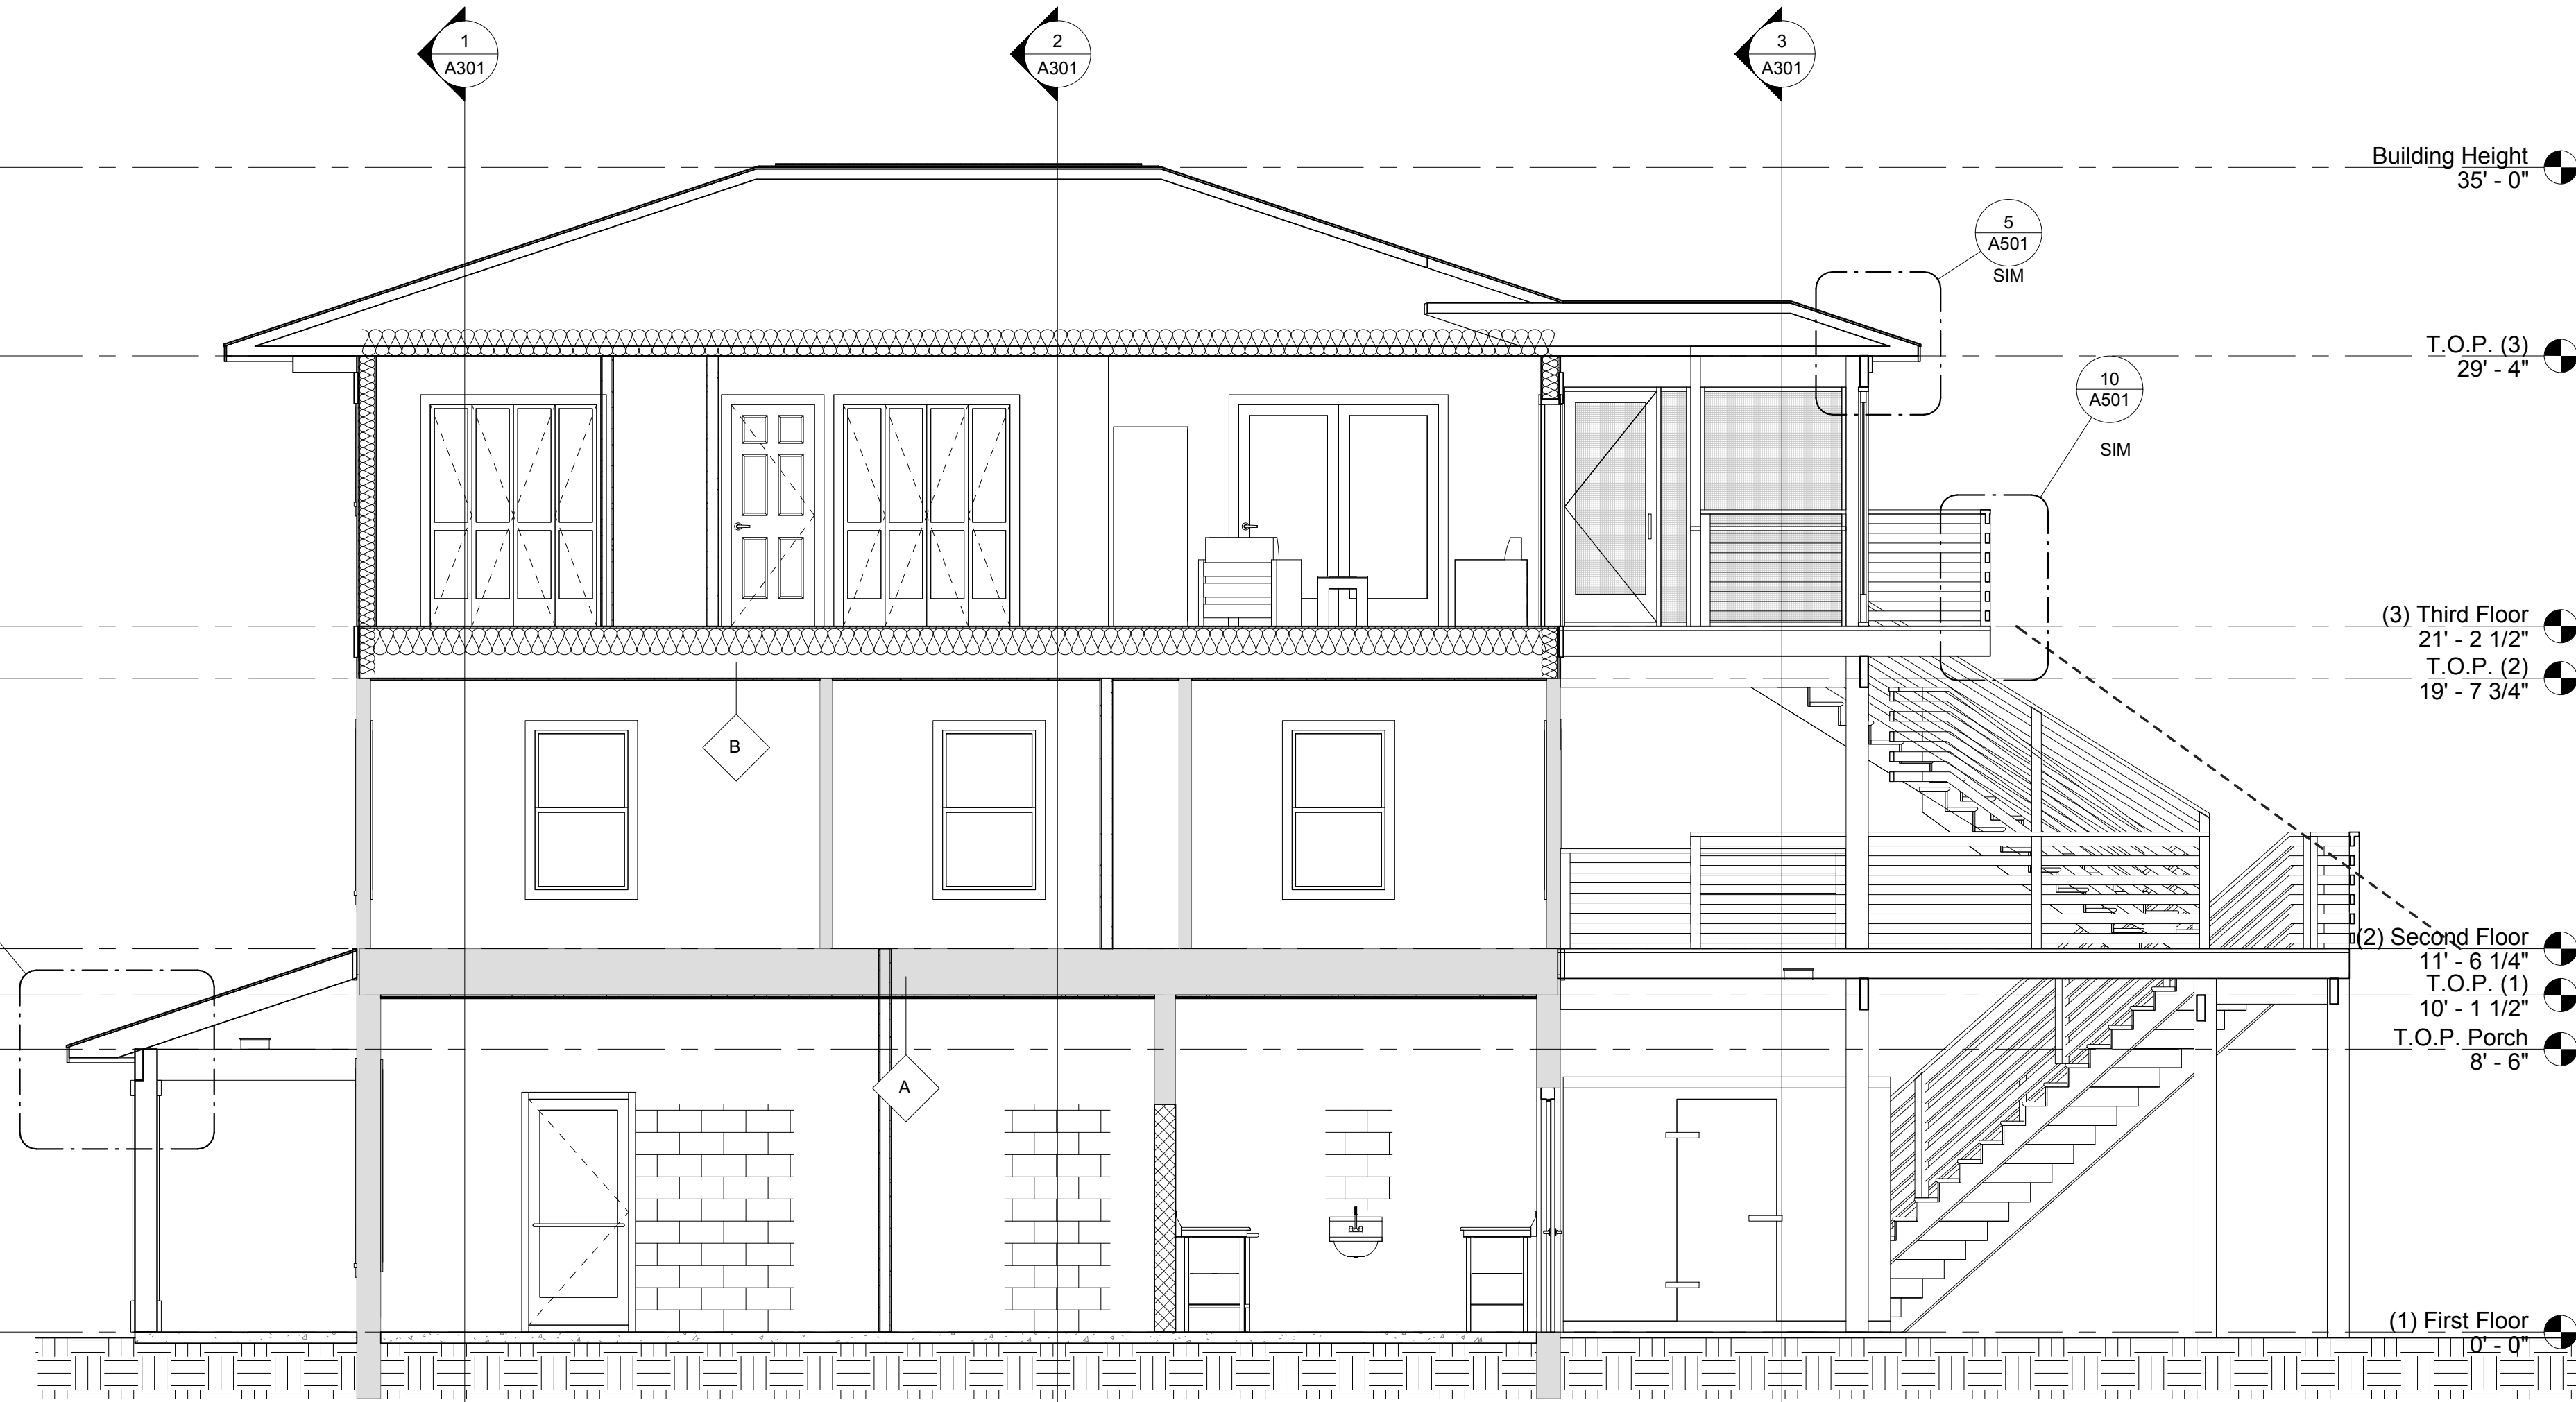 1
A301
2
A301
3
A301
Building Height
35' - 0"
5
A501
SIM
T.O.P. (3)
29' - 4"
10
A501
SIM
(3) Third Floor
21' - 2 1/2"
T.O.P. (2)
19' - 7 3/4"
B
(2) Second Floor
11' - 6 1/4"
T.O.P. (1)
10' - 1 1/2"
T.O.P. Porch
8' - 6"
A
(1) First Floor
0' - 0"